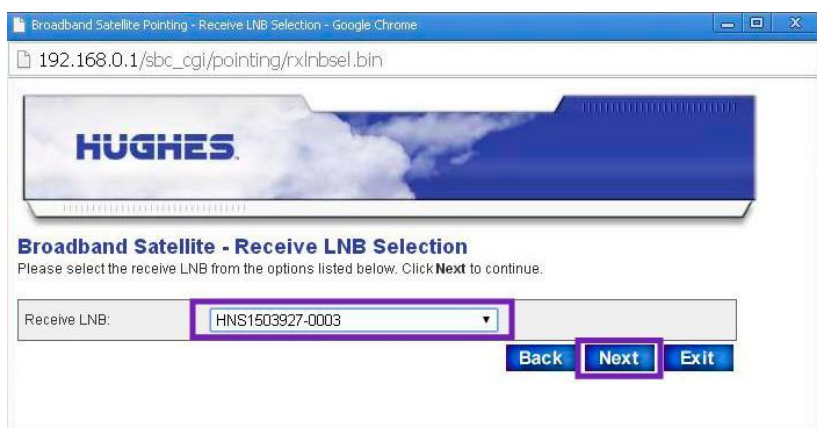 Broadband Satellite Pointing - Receive LNB Selection - Google Chrome
192.168.0.1/sbc_cgi/pointing/rxlnbsel.bin
HUGHES.
Broadband Satellite - Receive LNB Selection
Please select the receive LNB from the options listed below. Click Next to continue.
Receive LNB: HNS1503927-0003
Back Next Exit